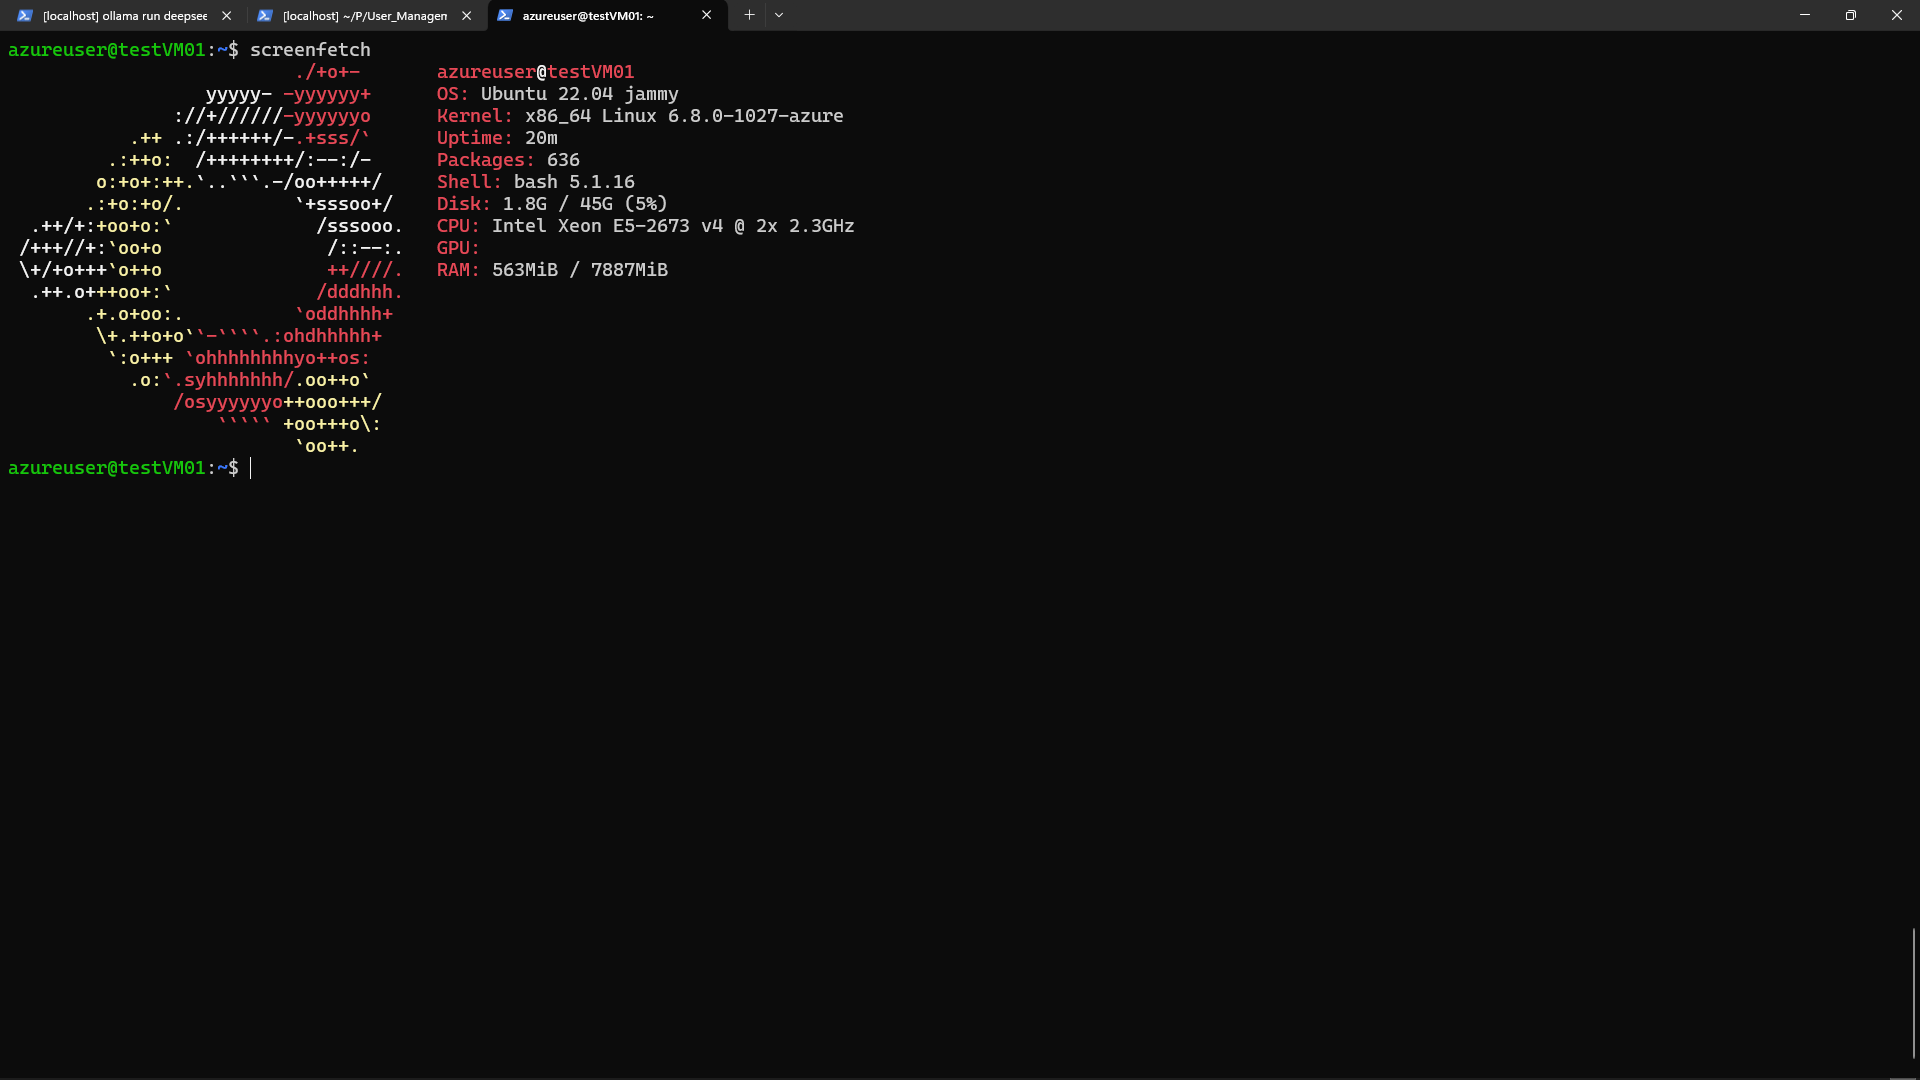 [localhost] ollama run deepsee
[localhost] ~/P/User_Managem
azureuser@testVM01: ~
azureuser@testVM01:~$ screenfetch
                          ./+o+-       azureuser@testVM01
                  yyyyy- -yyyyyy+      OS: Ubuntu 22.04 jammy
               ://+//////-yyyyyyo      Kernel: x86_64 Linux 6.8.0-1027-azure
           .++ .:/++++++/-.+sss/`      Uptime: 20m
         .:++o:  /++++++++/:--:/-      Packages: 636
        o:+o+:++.`..```.-/oo+++++/     Shell: bash 5.1.16
       .:+o:+o/.          `+sssoo+/    Disk: 1.8G / 45G (5%)
  .++/+:+oo+o:`             /sssooo.   CPU: Intel Xeon E5-2673 v4 @ 2x 2.3GHz
 /+++//+:`oo+o               /::--:.   GPU:
 \+/+o+++`o++o               ++////.   RAM: 563MiB / 7887MiB
  .++.o+++oo+:`             /dddhhh.
       .+.o+oo:.          `oddhhhh+
        \+.++o+o``-````.:ohdhhhhh+
         `:o+++ `ohhhhhhhhyo++os:
           .o:`.syhhhhhhh/.oo++o`
               /osyyyyyyo++ooo+++/
                   ````` +oo+++o\:
                          `oo++.
azureuser@testVM01:~$